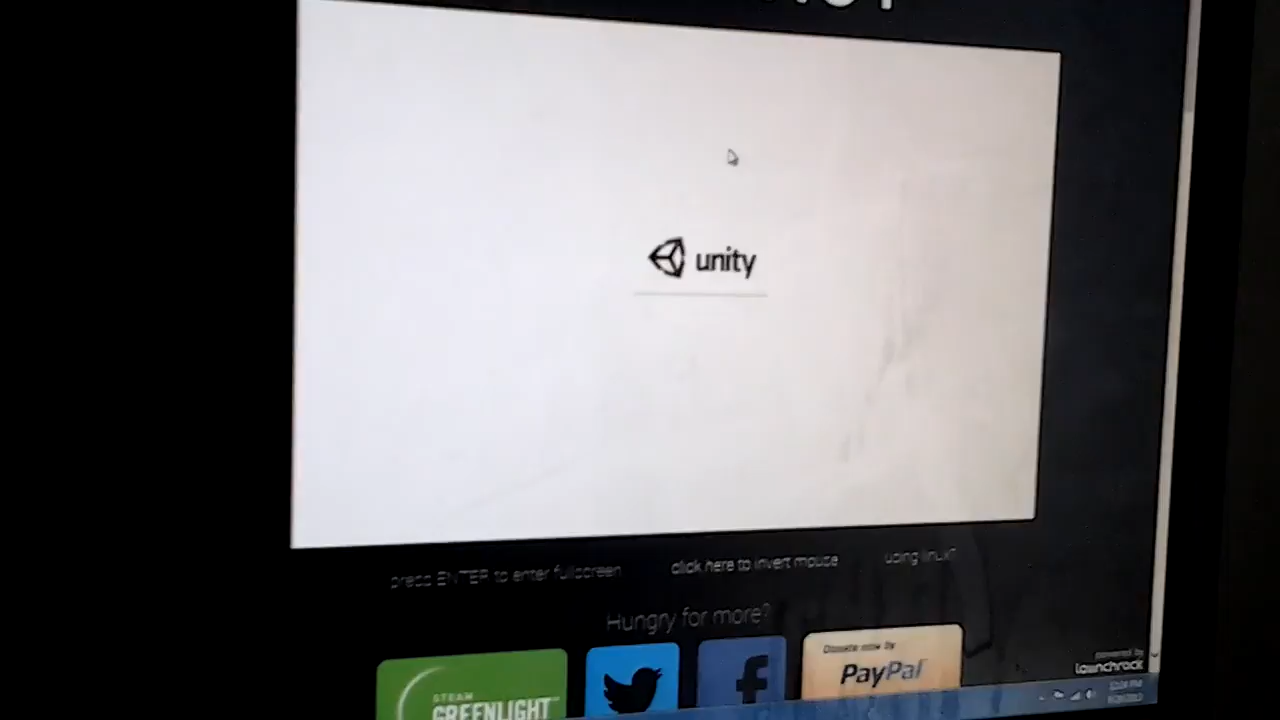 unity
press ENTER to enter fullscreen
click here to invert mouse
using linux?
Hungry for more?
STEAM
GREENLIGHT™
Donate now by
PayPal
powered by
launchrock